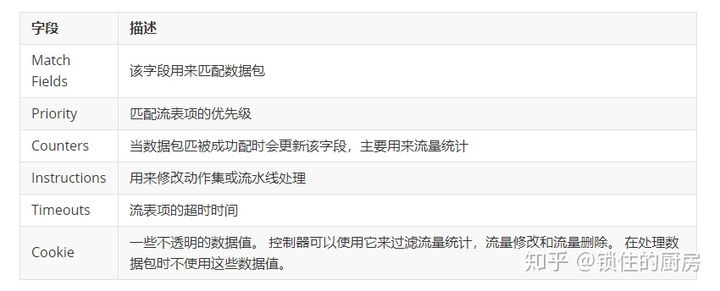 字段 描述
Match
Fields
该字段用来匹配数据包
Priority 匹配流表项的优先级
Counters 当数据包匹被成功配时会更新该字段，主要用来流量统计
Instructions 用来修改动作集或流水线处理
Timeouts 流表项的超时时间
Cookie
一些不透明的数据值。 控制器可以使用它来过滤流量统计，流量修改和流量删除。 在处理数
据包时不使用这些数据值。
知乎 @锁住的厨房